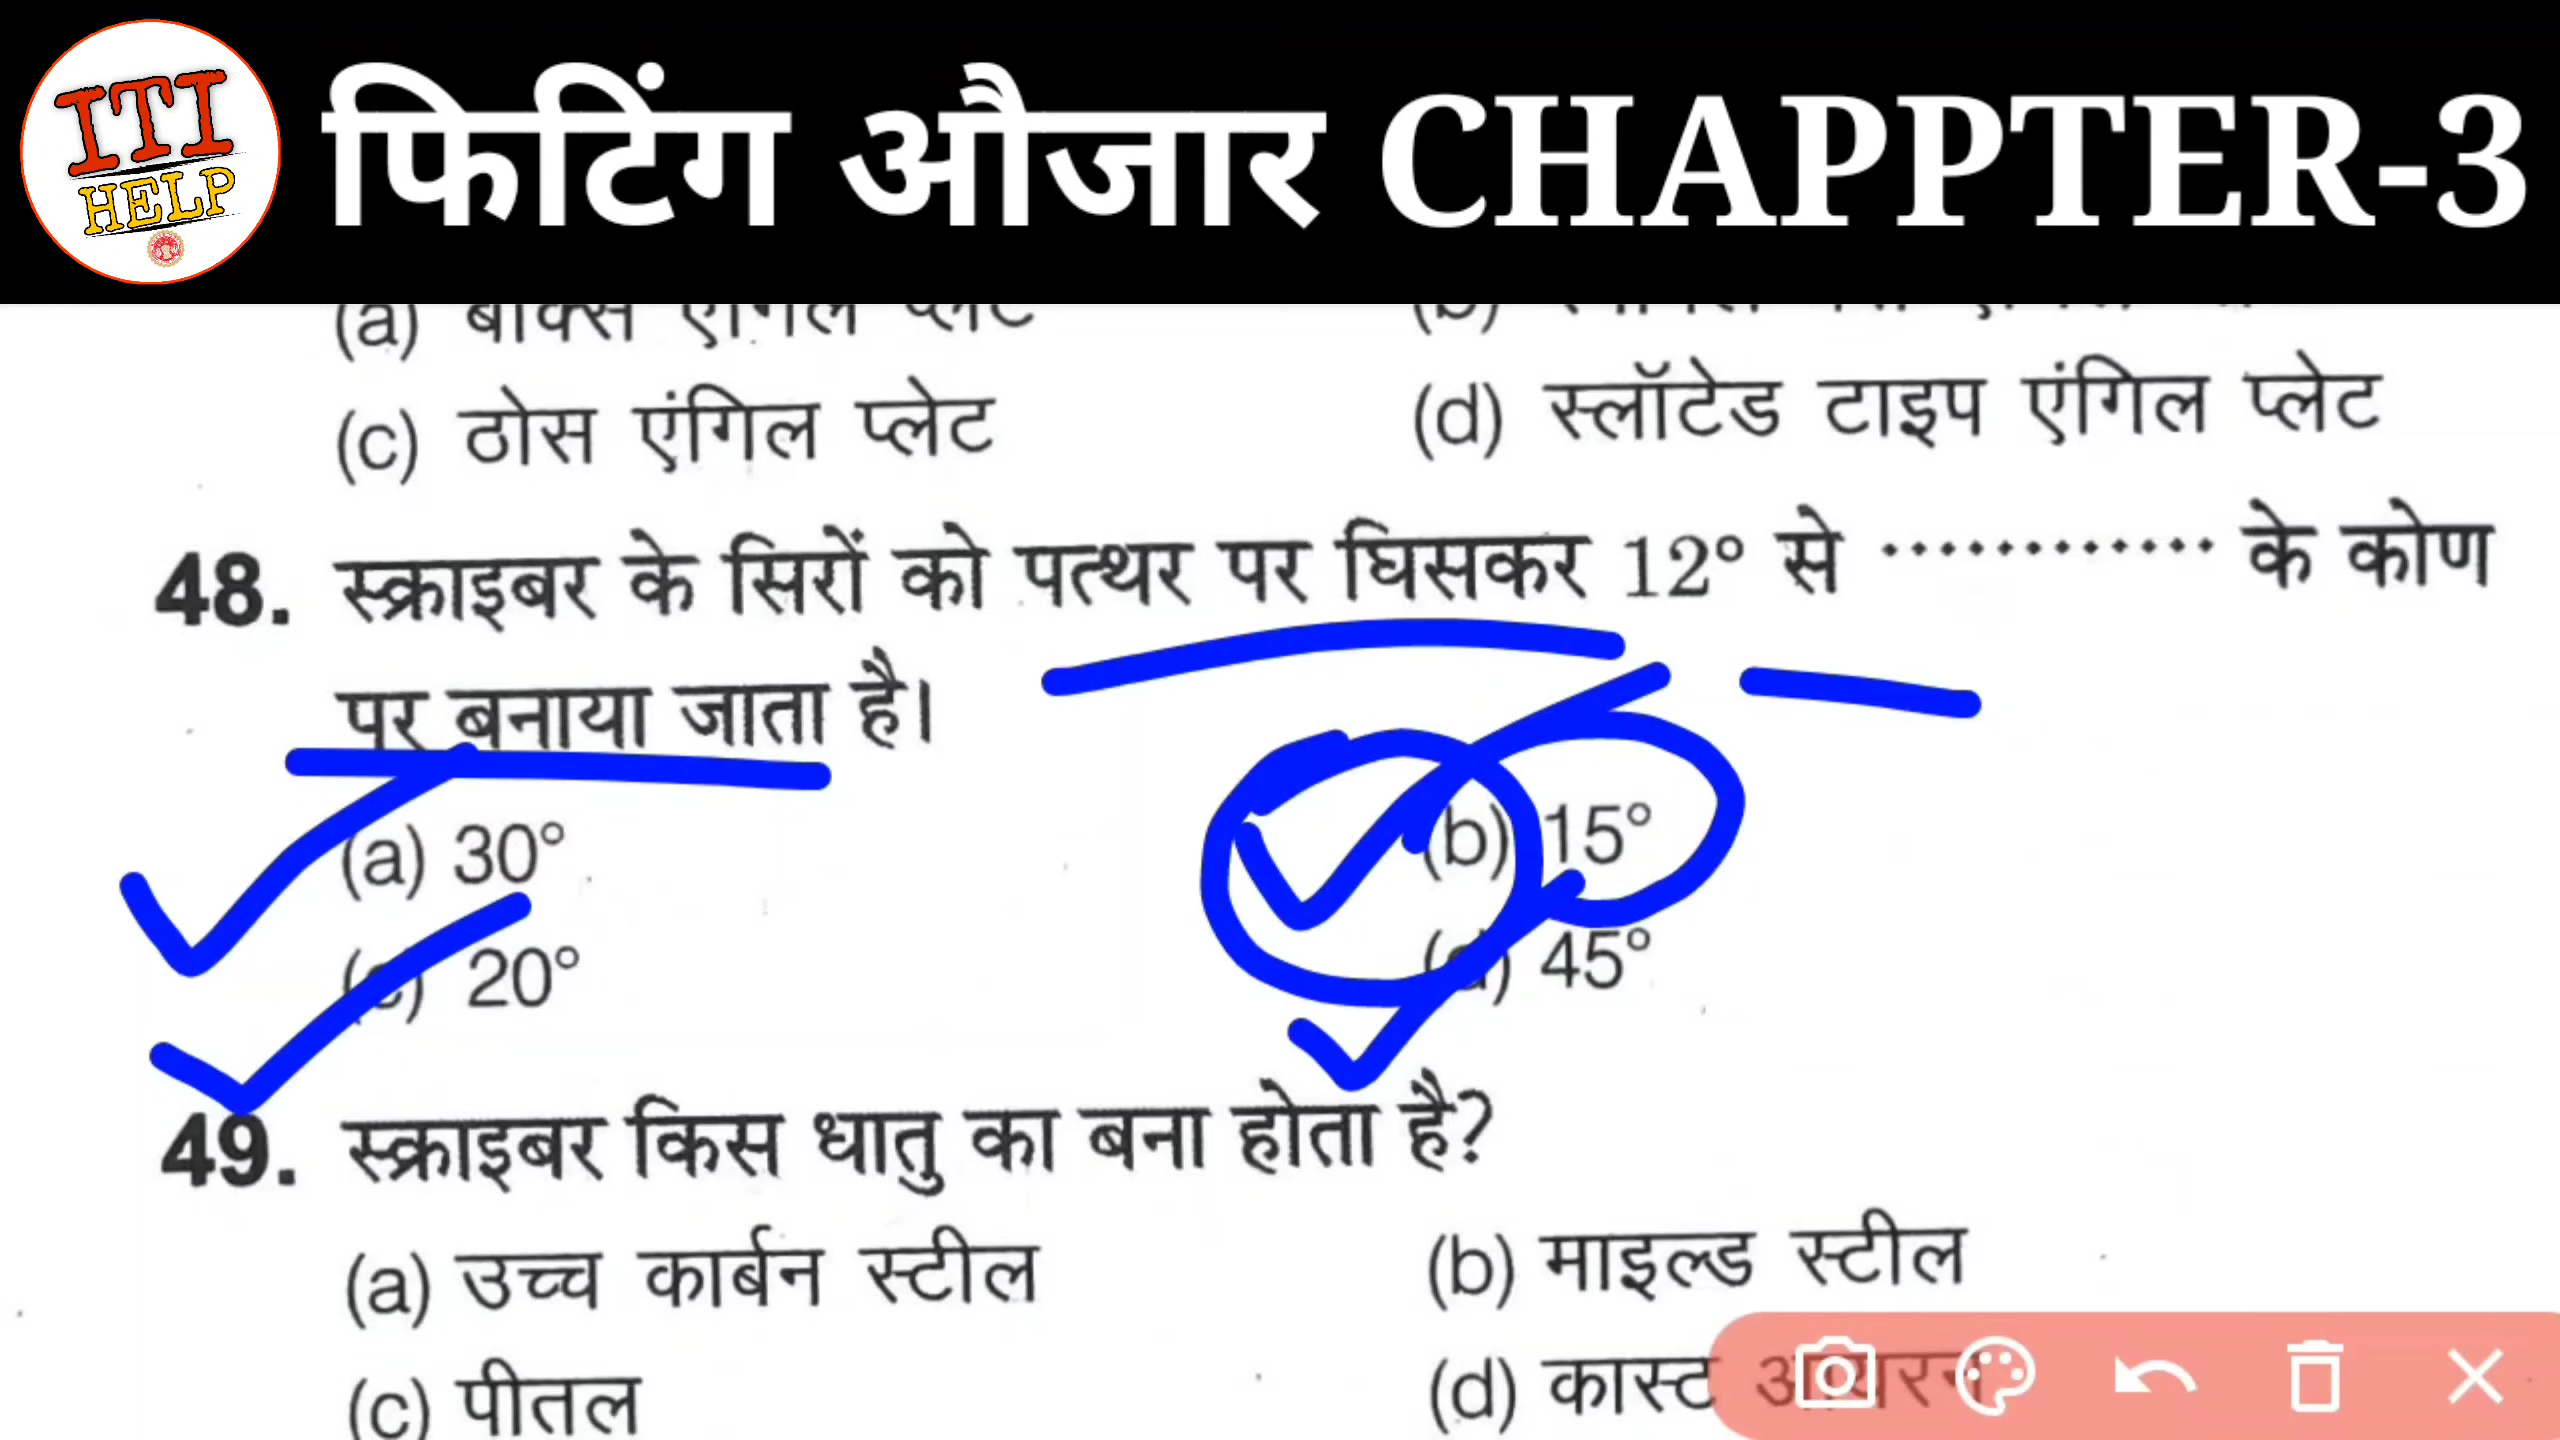 ITI
HELP
फिटिंग औजार CHAPPTER-3
(a) बॉक्स एंगिल प्लेट
(c) ठोस एंगिल प्लेट (d) स्लॉटेड टाइप एंगिल प्लेट
48. स्क्राइबर के सिरों को पत्थर पर घिसकर 12° से ············ के कोण
पर बनाया जाता है।
(a) 30° (b) 15°
(c) 20° (d) 45°
49. स्क्राइबर किस धातु का बना होता है?
(a) उच्च कार्बन स्टील (b) माइल्ड स्टील
(c) पीतल (d) कास्ट आयरन